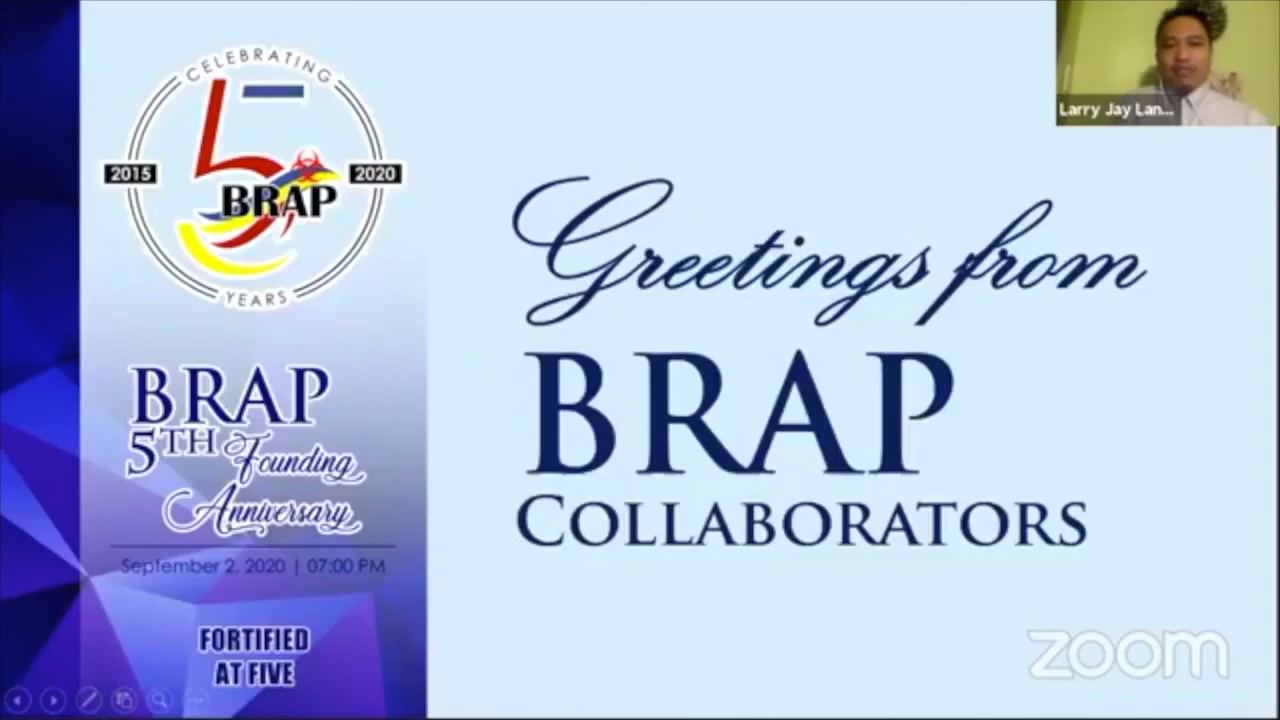 CELEBRATING
5
2015
2020
BRAP
YEARS
BRAP
5TH Founding
Anniversary
September 2, 2020 | 07:00 PM
FORTIFIED
AT FIVE
Greetings from
BRAP
COLLABORATORS
Larry Jay Lan...
zoom